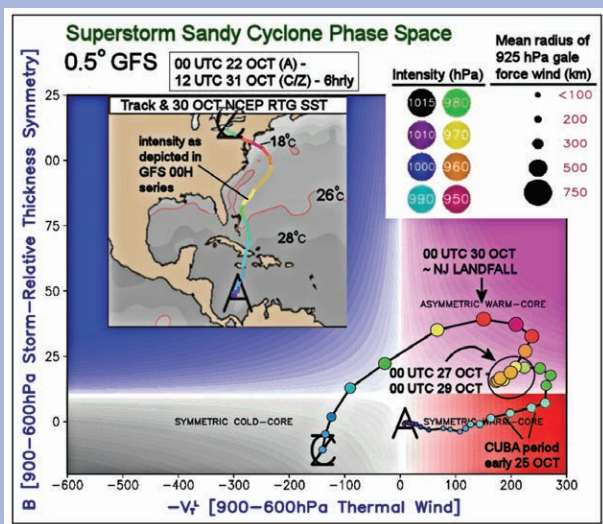 Superstorm Sandy Cyclone Phase Space
0.5° GFS
00 UTC 22 OCT (A) -
12 UTC 31 OCT (C/Z) - 6hrly
Mean radius of
925 hPa gale
force wind (km)
Intensity (hPa)
1015 980
1010 970
1000 960
990 950
<100
200
300
500
750
Track & 30 OCT NCEP RTG SST
intensity as
depicted in
GFS 00H
series
18°C
26°C
28°C
A
00 UTC 30 OCT
~ NJ LANDFALL
ASYMMETRIC WARM-CORE
00 UTC 27 OCT -
00 UTC 29 OCT
SYMMETRIC COLD-CORE
A
SYMMETRIC WARM-CORE
CUBA period
early 25 OCT
B [900-600hPa Storm-Relative Thickness Symmetry]
25
00
75
50
25
0
-600 -500 -400 -300 -200 -100 0 100 200 300
[900-600hPa Thermal Wind]